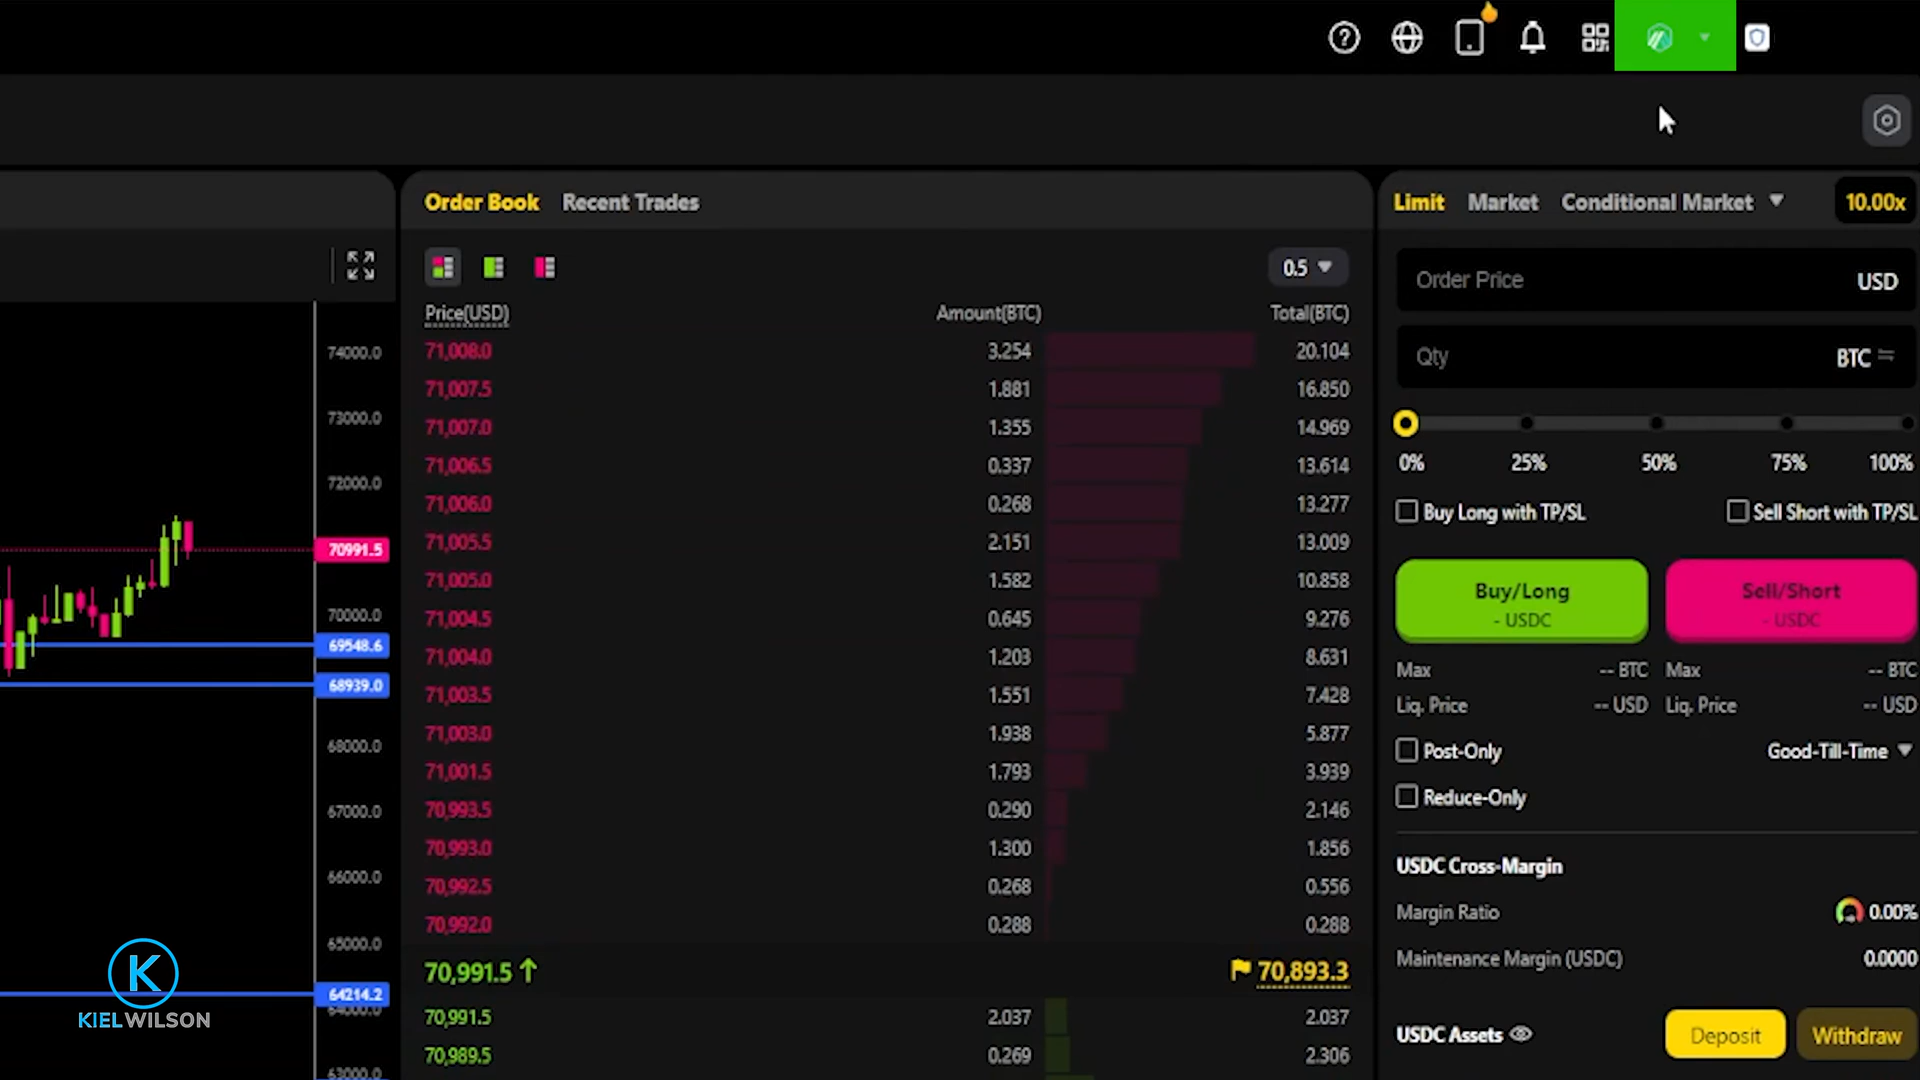 Order Book Recent Trades
Limit Market Conditional Market 10.00x
0.5
Price(USD) Amount(BTC) Total(BTC)
71,008.0 3.254 20.104
71,007.5 1.881 16.850
71,007.0 1.355 14.969
71,006.5 0.337 13.614
71,006.0 0.268 13.277
71,005.5 2.151 13.009
71,005.0 1.582 10.858
71,004.5 0.645 9.276
71,004.0 1.203 8.631
71,003.5 1.551 7.428
71,003.0 1.938 5.877
71,001.5 1.793 3.939
70,993.5 0.290 2.146
70,993.0 1.300 1.856
70,992.5 0.268 0.556
70,992.0 0.288 0.288
70,991.5 70,893.3
70,991.5 2.037 2.037
70,989.5 0.269 2.306
74000.0
73000.0
72000.0
70991.5
70000.0
69548.6
68939.0
68000.0
67000.0
66000.0
65000.0
64214.2
64000.0
63000.0
K
KIELWILSON
Order Price USD
Qty BTC
0% 25% 50% 75% 100%
Buy Long with TP/SL Sell Short with TP/SL
Buy/Long Sell/Short
- USDC - USDC
Max -- BTC Max -- BTC
Liq. Price -- USD Liq. Price -- USD
Post-Only Good-Till-Time
Reduce-Only
USDC Cross-Margin
Margin Ratio 0.00%
Maintenance Margin (USDC) 0.0000
USDC Assets Deposit Withdraw